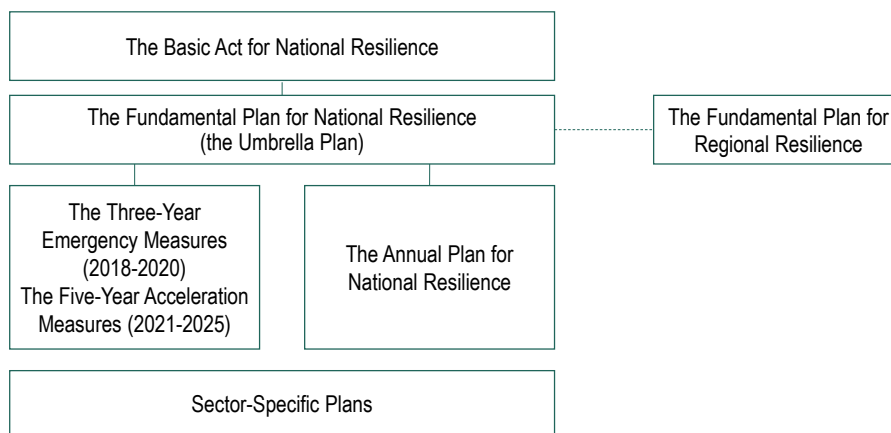 The Basic Act for National Resilience
The Fundamental Plan for National Resilience
(the Umbrella Plan)
The Fundamental Plan for
Regional Resilience
The Three-Year
Emergency Measures
(2018-2020)
The Five-Year Acceleration
Measures (2021-2025)
The Annual Plan for
National Resilience
Sector-Specific Plans